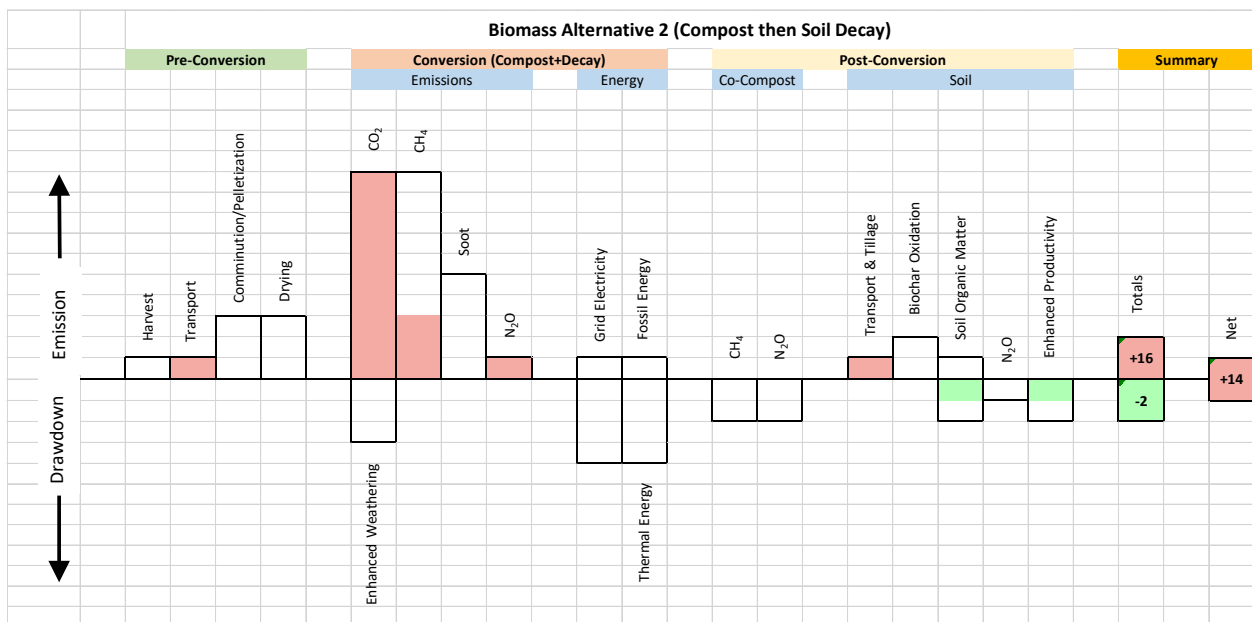 Biomass Alternative 2 (Compost then Soil Decay)
Pre-Conversion
Conversion (Compost+Decay)
Post-Conversion
Summary
Emissions
Energy
Co-Compost
Soil
Emission
Drawdown
Harvest
Transport
Comminution/Pelletization
Drying
CO₂
CH₄
Soot
N₂O
Grid Electricity
Fossil Energy
CH₄
N₂O
Transport & Tillage
Biochar Oxidation
Soil Organic Matter
N₂O
Enhanced Productivity
Totals
Net
+16
+14
-2
Enhanced Weathering
Thermal Energy